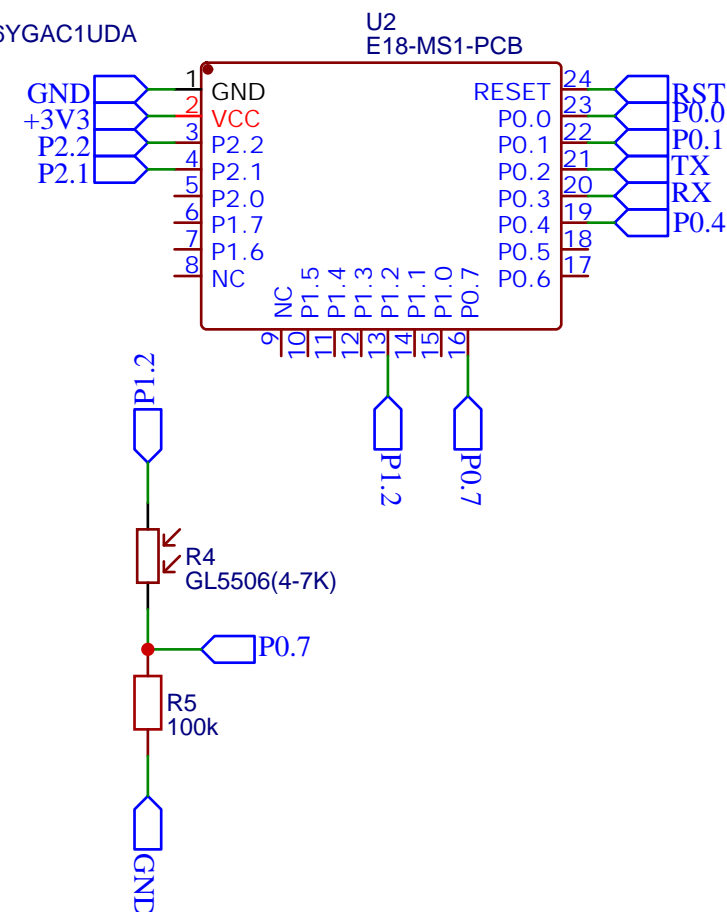 6YGAC1UDA
U2
E18-MS1-PCB
GND
+3V3
P2.2
P2.1
1
2
3
4
5
6
7
8
GND
VCC
P2.2
P2.1
P2.0
P1.7
P1.6
NC
RESET
P0.0
P0.1
P0.2
P0.3
P0.4
P0.5
P0.6
24
23
22
21
20
19
18
17
RST
P0.0
P0.1
TX
RX
P0.4
NC
P1.5
P1.4
P1.3
P1.2
P1.1
P1.0
P0.7
9
10
11
12
13
14
15
16
P1.2
P0.7
P1.2
R4
GL5506(4-7K)
P0.7
R5
100k
GND